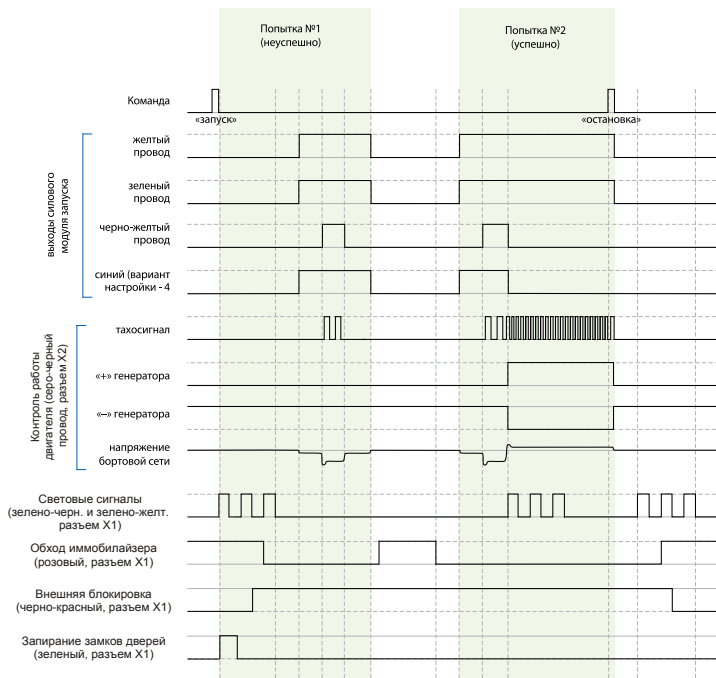 Попытка №1
(неуспешно)
Попытка №2
(успешно)
Команда
«запуск»
«остановка»
выходы силового
модуля запуска
желтый
провод
зеленый
провод
черно-желтый
провод
синий (вариант
настройки - 4
Контроль работы
двигателя (серо-черный
провод, разъем X2)
тахосигнал
«+» генератора
«–» генератора
напряжение
бортовой сети
Световые сигналы
(зелено-черн. и зелено-желт.
разъем X1)
Обход иммобилайзера
(розовый, разъем X1)
Внешняя блокировка
(черно-красный, разъем X1)
Запирание замков дверей
(зеленый, разъем X1)